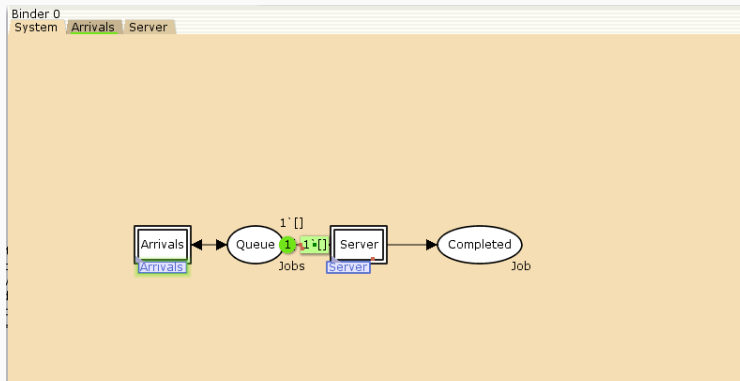 Binder 0
System Arrivals Server
1`[]
Arrivals Queue 1 1`[] Server Completed
Arrivals Jobs Server Job